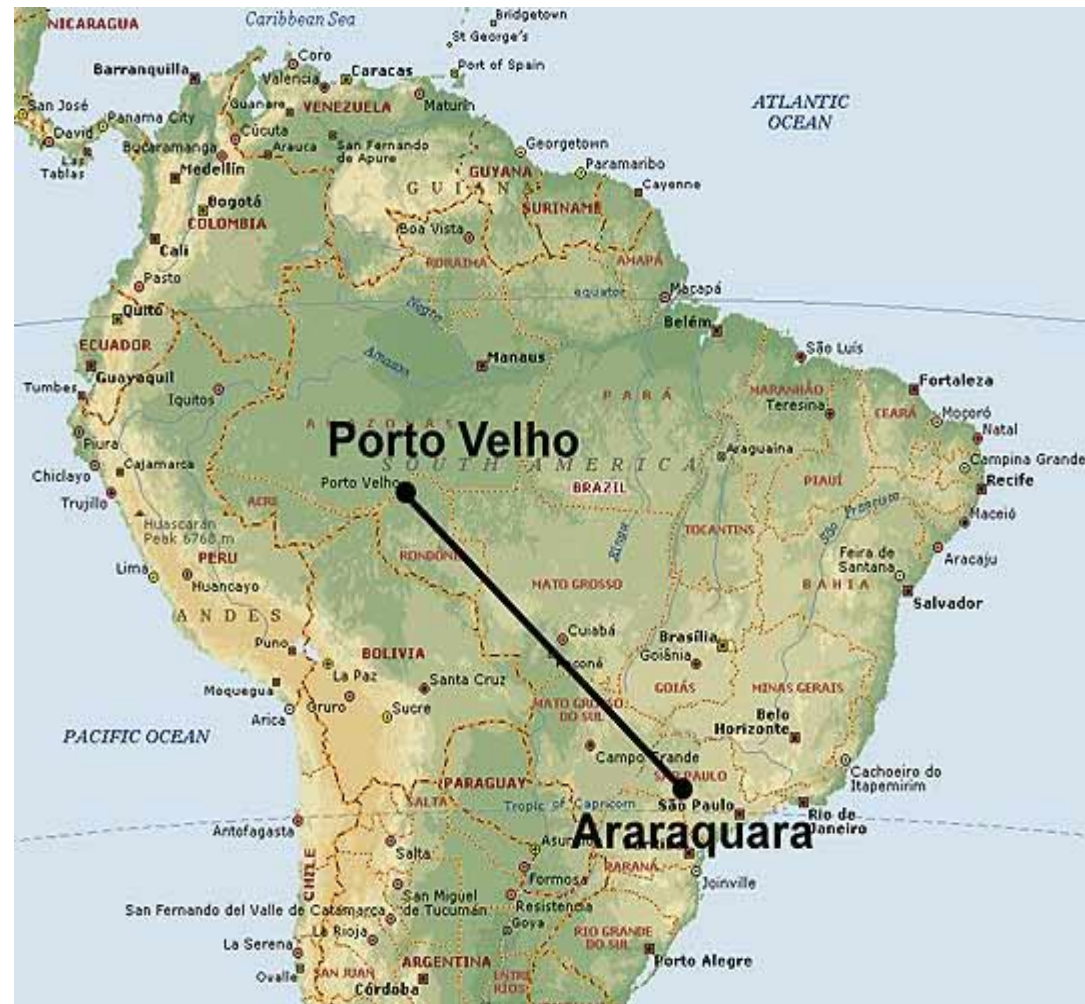 NICARAGUA
Caribbean Sea
Bridgetown
St George's
Port of Spain
Barranquilla
Coro
Valencia
Caracas
Maturín
San José
Panama City
David
Las
Tablas
Guanare
VENEZUELA
Cúcuta
Bucaramanga
Arauca
San Fernando
de Apure
Medellín
Bogotá
COLOMBIA
Cali
Pasto
ATLANTIC
OCEAN
Georgetown
Paramaribo
Cayenne
GUYANA
GUIANA
SURINAME
Boa Vista
RORAIMA
AMAPÁ
equator
Macapá
Quito
ECUADOR
Guayaquil
Tumbes
Iquitos
Negro
Amazon
Manaus
Belém
São Luís
PARÁ
MARANHÃO
Teresina
CEARÁ
Fortaleza
Moçoró
Natal
Campina Grande
Recife
Maceió
Aracaju
Piura
Chiclayo
Cajamarca
Trujillo
AMAZONAS
Porto Velho
SOUTH AMERICA
Porto Velho
BRAZIL
Araguaína
PIAUÍ
ACRE
Huascarán
Peak 6768 m
PERU
Lima
Huancayo
ANDES
RONDÔNIA
Xingu
TOCANTINS
São Francisco
MATO GROSSO
Feira de
Santana
BAHIA
Salvador
Puno
BOLIVIA
La Paz
Santa Cruz
Moquegua
Arica
Oruro
Sucre
Cuiabá
Poconé
Brasília
Goiânia
GOIÁS
MINAS GERAIS
MATO GROSSO
DO SUL
Belo
Horizonte
PACIFIC OCEAN
Campo Grande
Cachoeiro do
Itapemirim
PARAGUAY
SÃO PAULO
SALTA
Tropic of Capricorn
São Paulo
Rio de
Janeiro
Araraquara
Antofagasta
Salta
CHILE
Formosa
PARANÁ
Joinville
San Miguel
de Tucumán
San Fernando del Valle de Catamarca
Resistencia
Goya
La Rioja
RIO GRANDE
DO SUL
La Serena
Ovalle
SAN JUAN
ARGENTINA
ENTRE
RÍOS
Porto Alegre
Córdoba